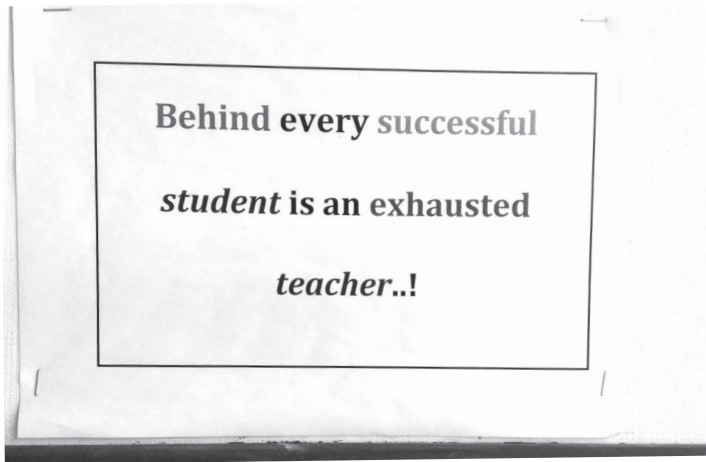 Behind every successful
student is an exhausted
teacher..!